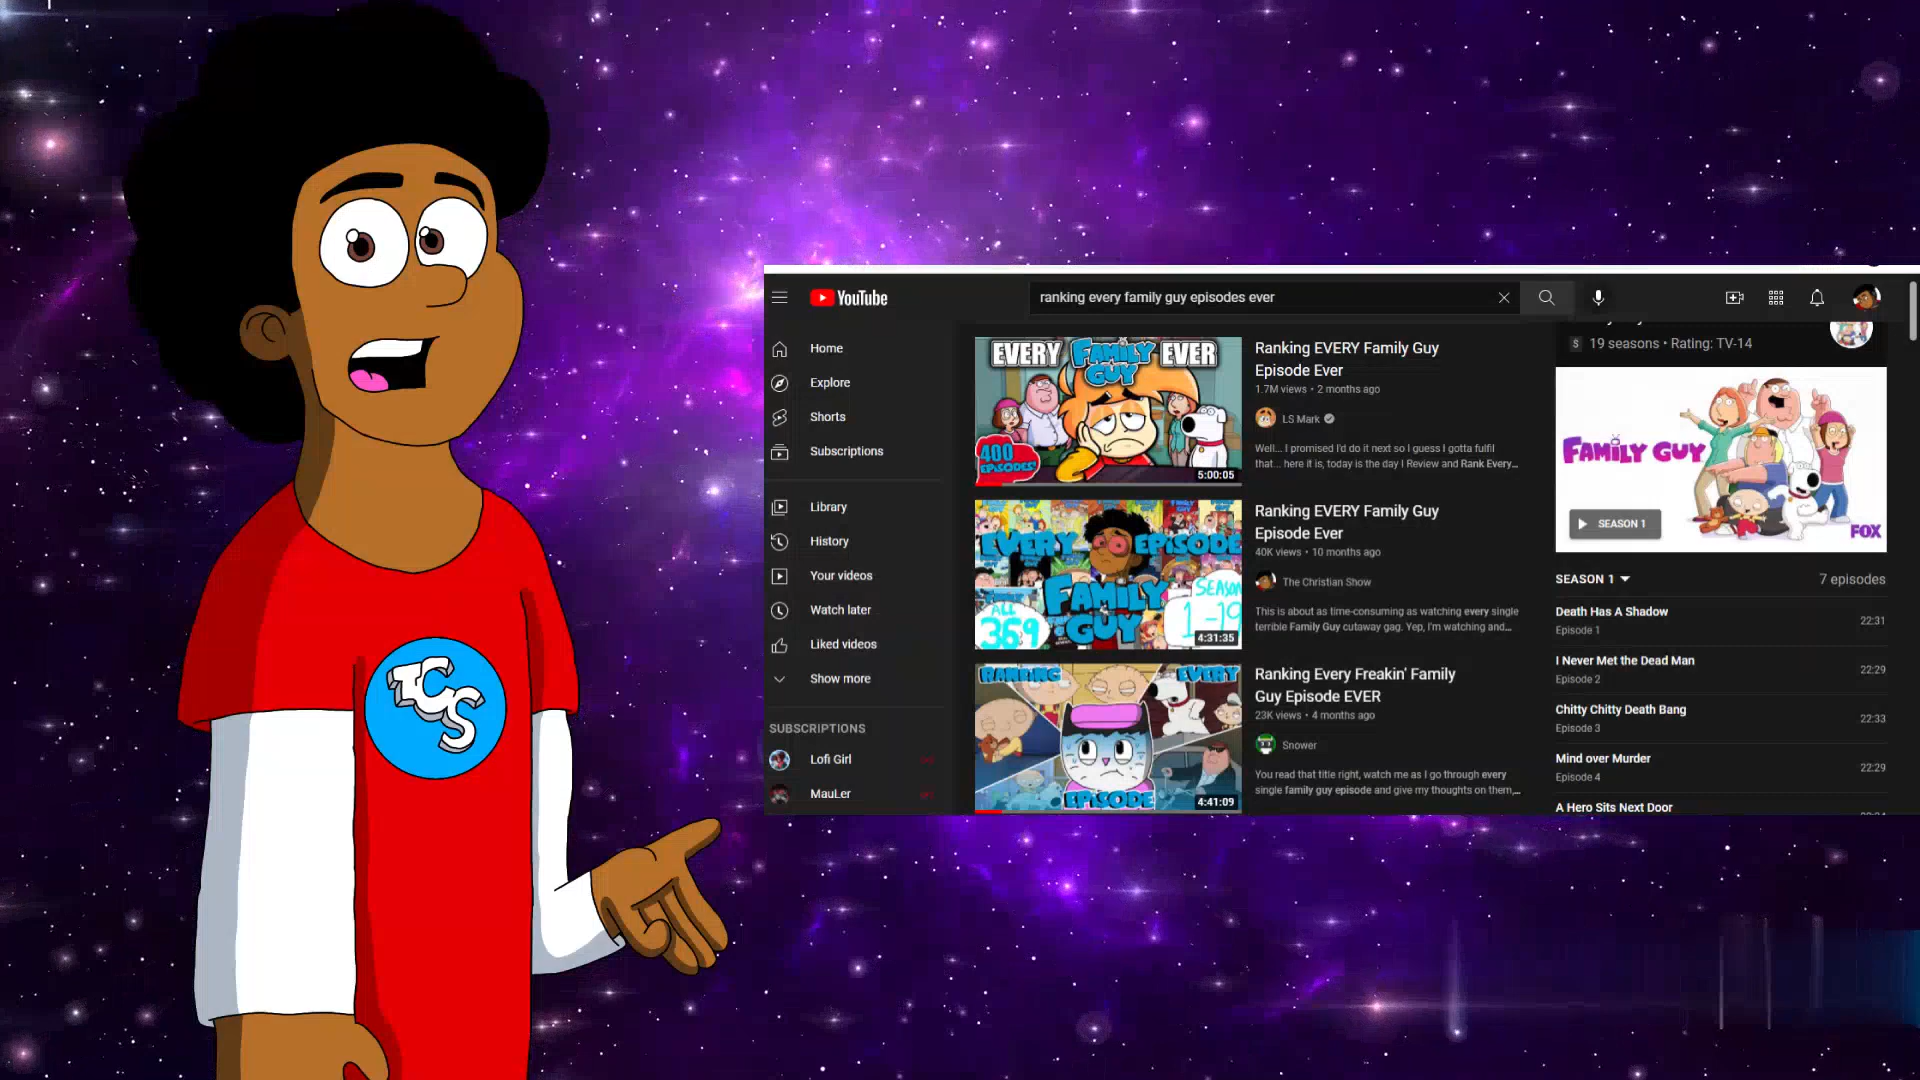 TCS
YouTube
ranking every family guy episodes ever
Home
Explore
Shorts
Subscriptions
Library
History
Your videos
Watch later
Liked videos
Show more
SUBSCRIPTIONS
Lofi Girl
MauLer
EVERY FAMILY GUY EVER
400
EPISODES!
5:00:05
Ranking EVERY Family Guy
Episode Ever
1.7M views • 2 months ago
LS Mark
Well... I promised I'd do it next so I guess I gotta fulfil
that... here it is, today is the day I Review and Rank Every...
EVERY EPISODE
FAMILY GUY
ALL
369
SEASON
1-19
4:31:35
Ranking EVERY Family Guy
Episode Ever
40K views • 10 months ago
The Christian Show
This is about as time-consuming as watching every single
terrible Family Guy cutaway gag. Yep, I'm watching and...
RANKING EVERY
EPISODE
4:41:09
Ranking Every Freakin' Family
Guy Episode EVER
23K views • 4 months ago
Snower
You read that title right, watch me as I go through every
single family guy episode and give my thoughts on them,...
$ 19 seasons • Rating: TV-14
FAMILY GUY
SEASON 1
FOX
SEASON 1
7 episodes
Death Has A Shadow
Episode 1
22:31
I Never Met the Dead Man
Episode 2
22:29
Chitty Chitty Death Bang
Episode 3
22:33
Mind over Murder
Episode 4
22:29
A Hero Sits Next Door